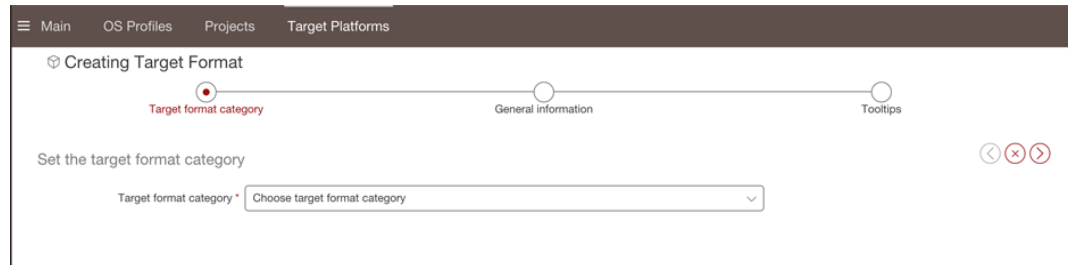 Main OS Profiles Projects Target Platforms
Creating Target Format
Target format category General information Tooltips
Set the target format category
Target format category * Choose target format category